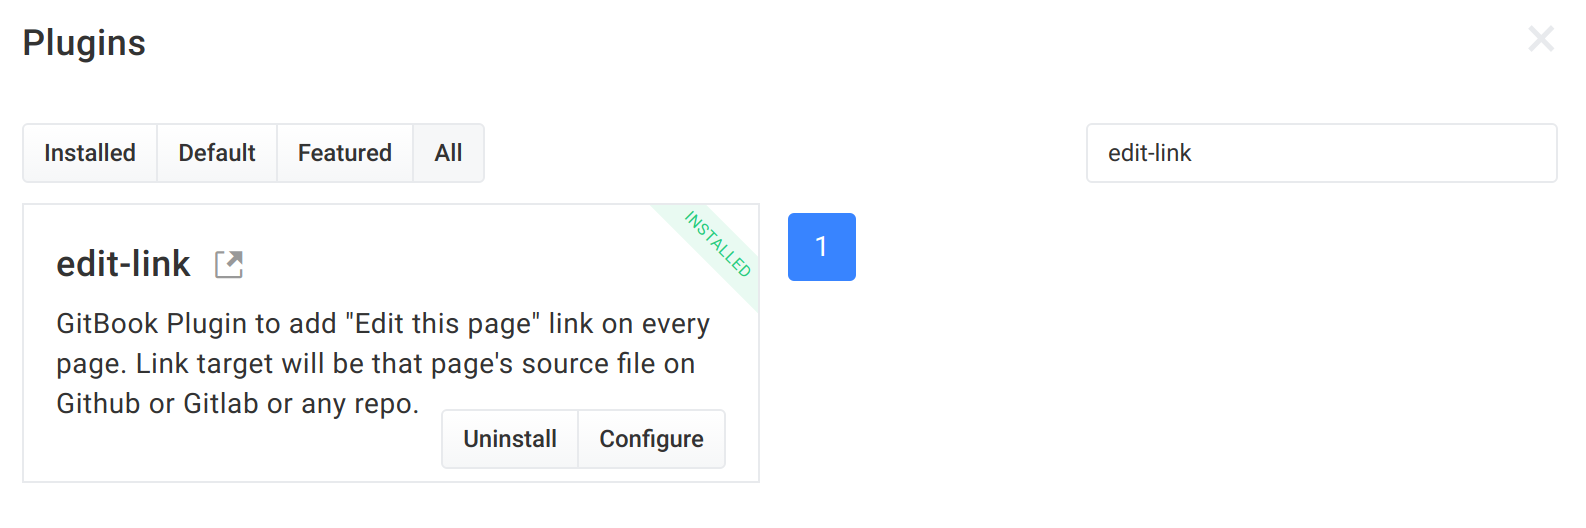 Plugins
Installed Default Featured All
edit-link
INSTALLED
edit-link
1
GitBook Plugin to add "Edit this page" link on every
page. Link target will be that page's source file on
Github or Gitlab or any repo.
Uninstall Configure